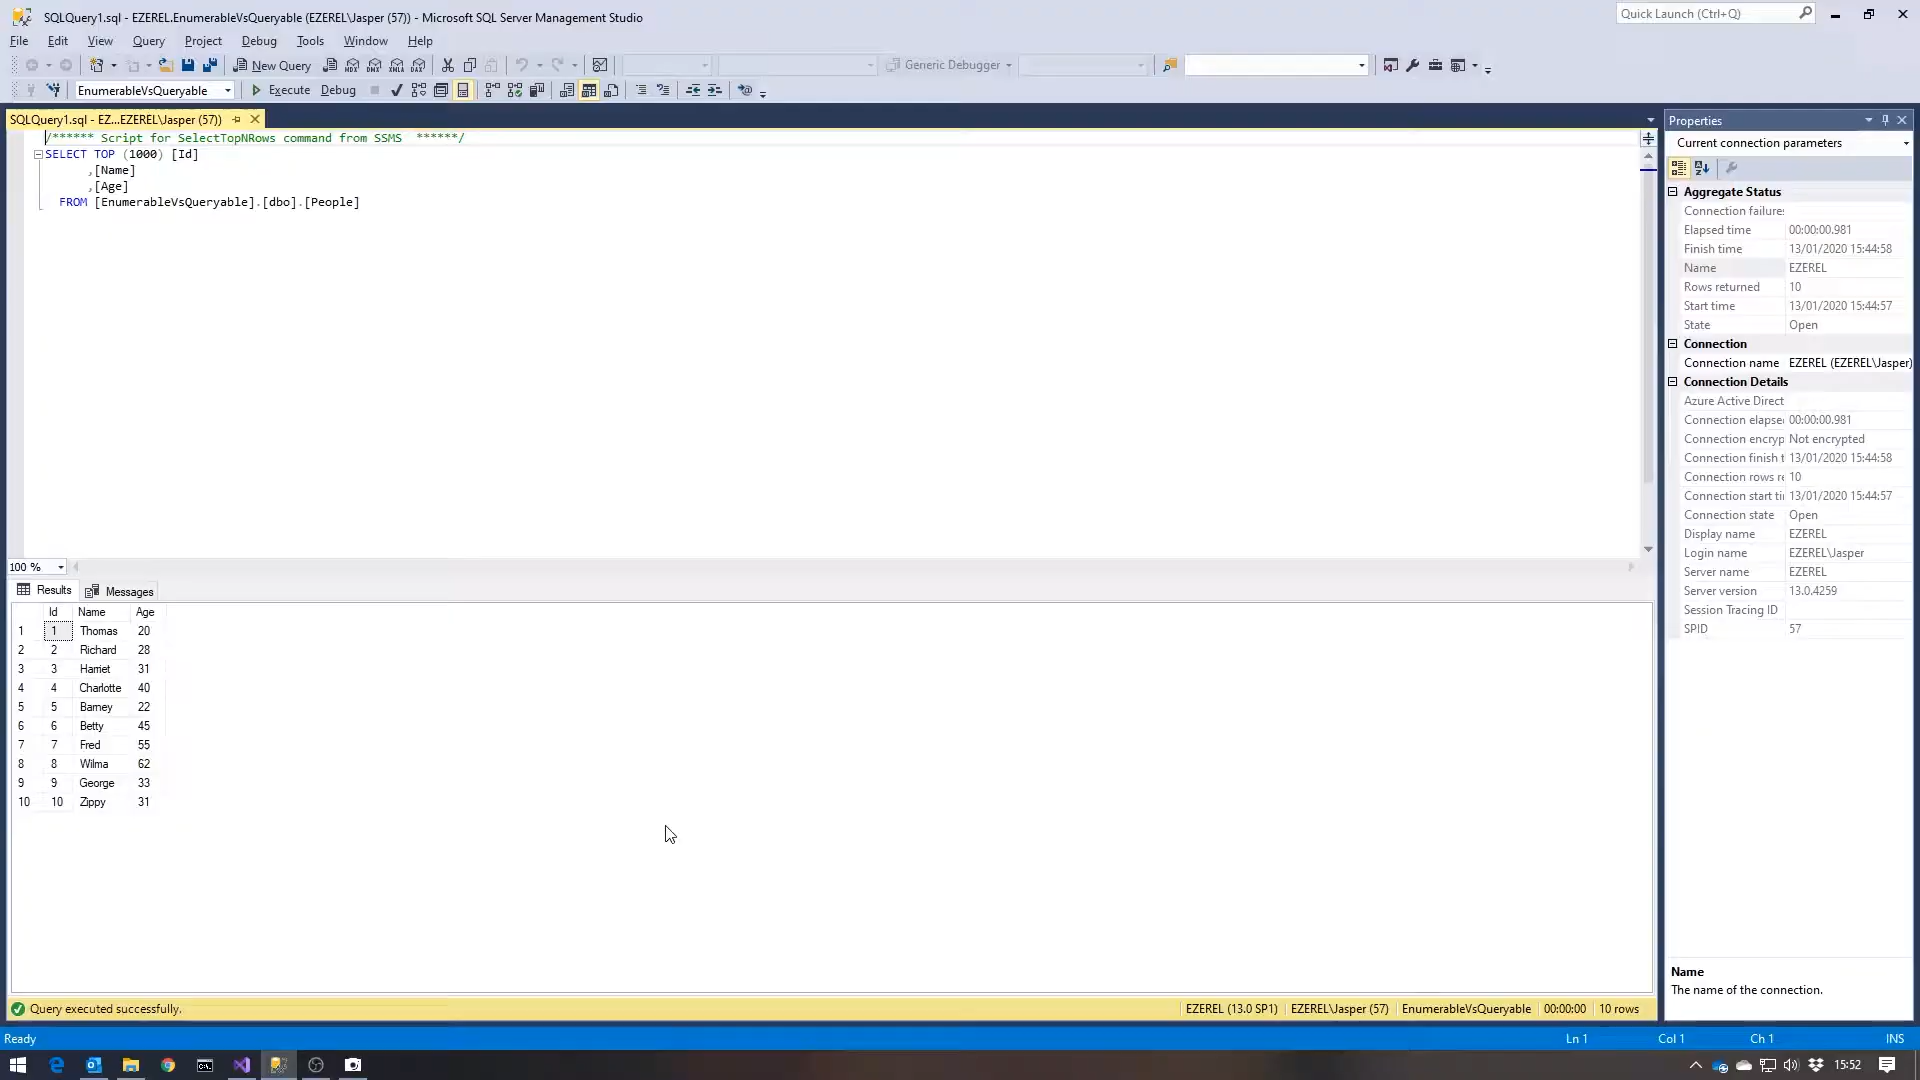 SQLQuery1.sql - EZEREL.EnumerableVsQueryable (EZEREL\Jasper (57)) - Microsoft SQL Server Management Studio
Quick Launch (Ctrl+Q)
File Edit View Query Project Debug Tools Window Help
New Query
MDX DMX XMLA DAX
Generic Debugger
EnumerableVsQueryable Execute Debug
SQLQuery1.sql - EZ...EZEREL\Jasper (57))
/****** Script for SelectTopNRows command from SSMS ******/
SELECT TOP (1000) [Id]
,[Name]
,[Age]
FROM [EnumerableVsQueryable].[dbo].[People]
100 %
Results Messages
Id Name Age
1 1 Thomas 20
2 2 Richard 28
3 3 Harriet 31
4 4 Charlotte 40
5 5 Barney 22
6 6 Betty 45
7 7 Fred 55
8 8 Wilma 62
9 9 George 33
10 10 Zippy 31
Query executed successfully.
EZEREL (13.0 SP1) EZEREL\Jasper (57) EnumerableVsQueryable 00:00:00 10 rows
Properties
Current connection parameters
Aggregate Status
Connection failure:
Elapsed time 00:00:00.981
Finish time 13/01/2020 15:44:58
Name EZEREL
Rows returned 10
Start time 13/01/2020 15:44:57
State Open
Connection
Connection name EZEREL (EZEREL\Jasper)
Connection Details
Azure Active Direct
Connection elapse 00:00:00.981
Connection encryp Not encrypted
Connection finish t 13/01/2020 15:44:58
Connection rows re 10
Connection start ti 13/01/2020 15:44:57
Connection state Open
Display name EZEREL
Login name EZEREL\Jasper
Server name EZEREL
Server version 13.0.4259
Session Tracing ID
SPID 57
Name
The name of the connection.
Ready
Ln 1 Col 1 Ch 1 INS
15:52